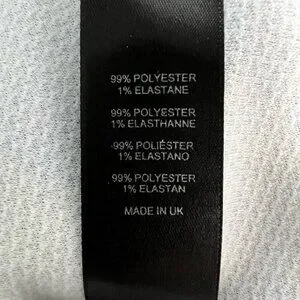 99% POLYESTER
1% ELASTANE
99% POLYESTER
1% ELASTHANNE
99% POLIÉSTER
1% ELASTANO
99% POLYESTER
1% ELASTAN
MADE IN UK